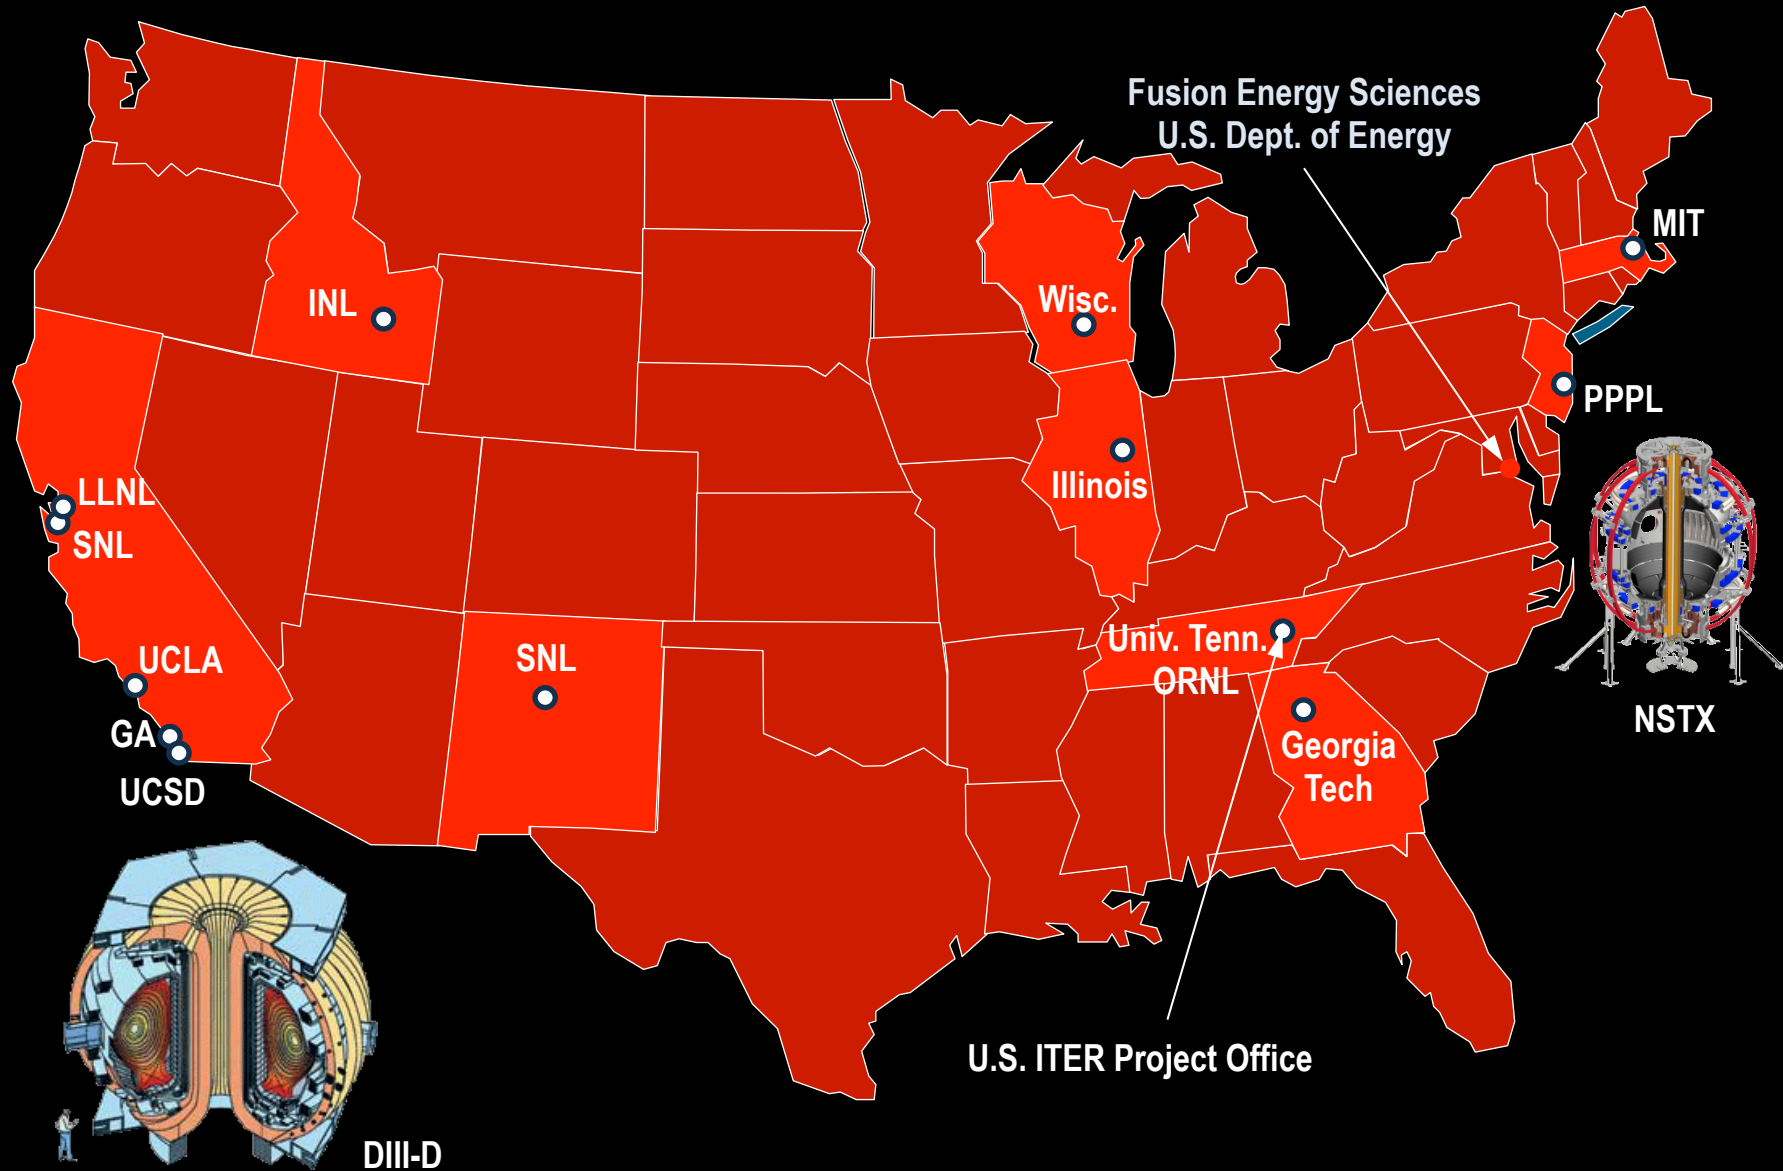 Fusion Energy Sciences
U.S. Dept. of Energy
MIT
INL
Wisc.
PPPL
LLNL
Illinois
SNL
UCLA
SNL
Univ. Tenn.
ORNL
NSTX
GA
Georgia
Tech
UCSD
U.S. ITER Project Office
DIII-D